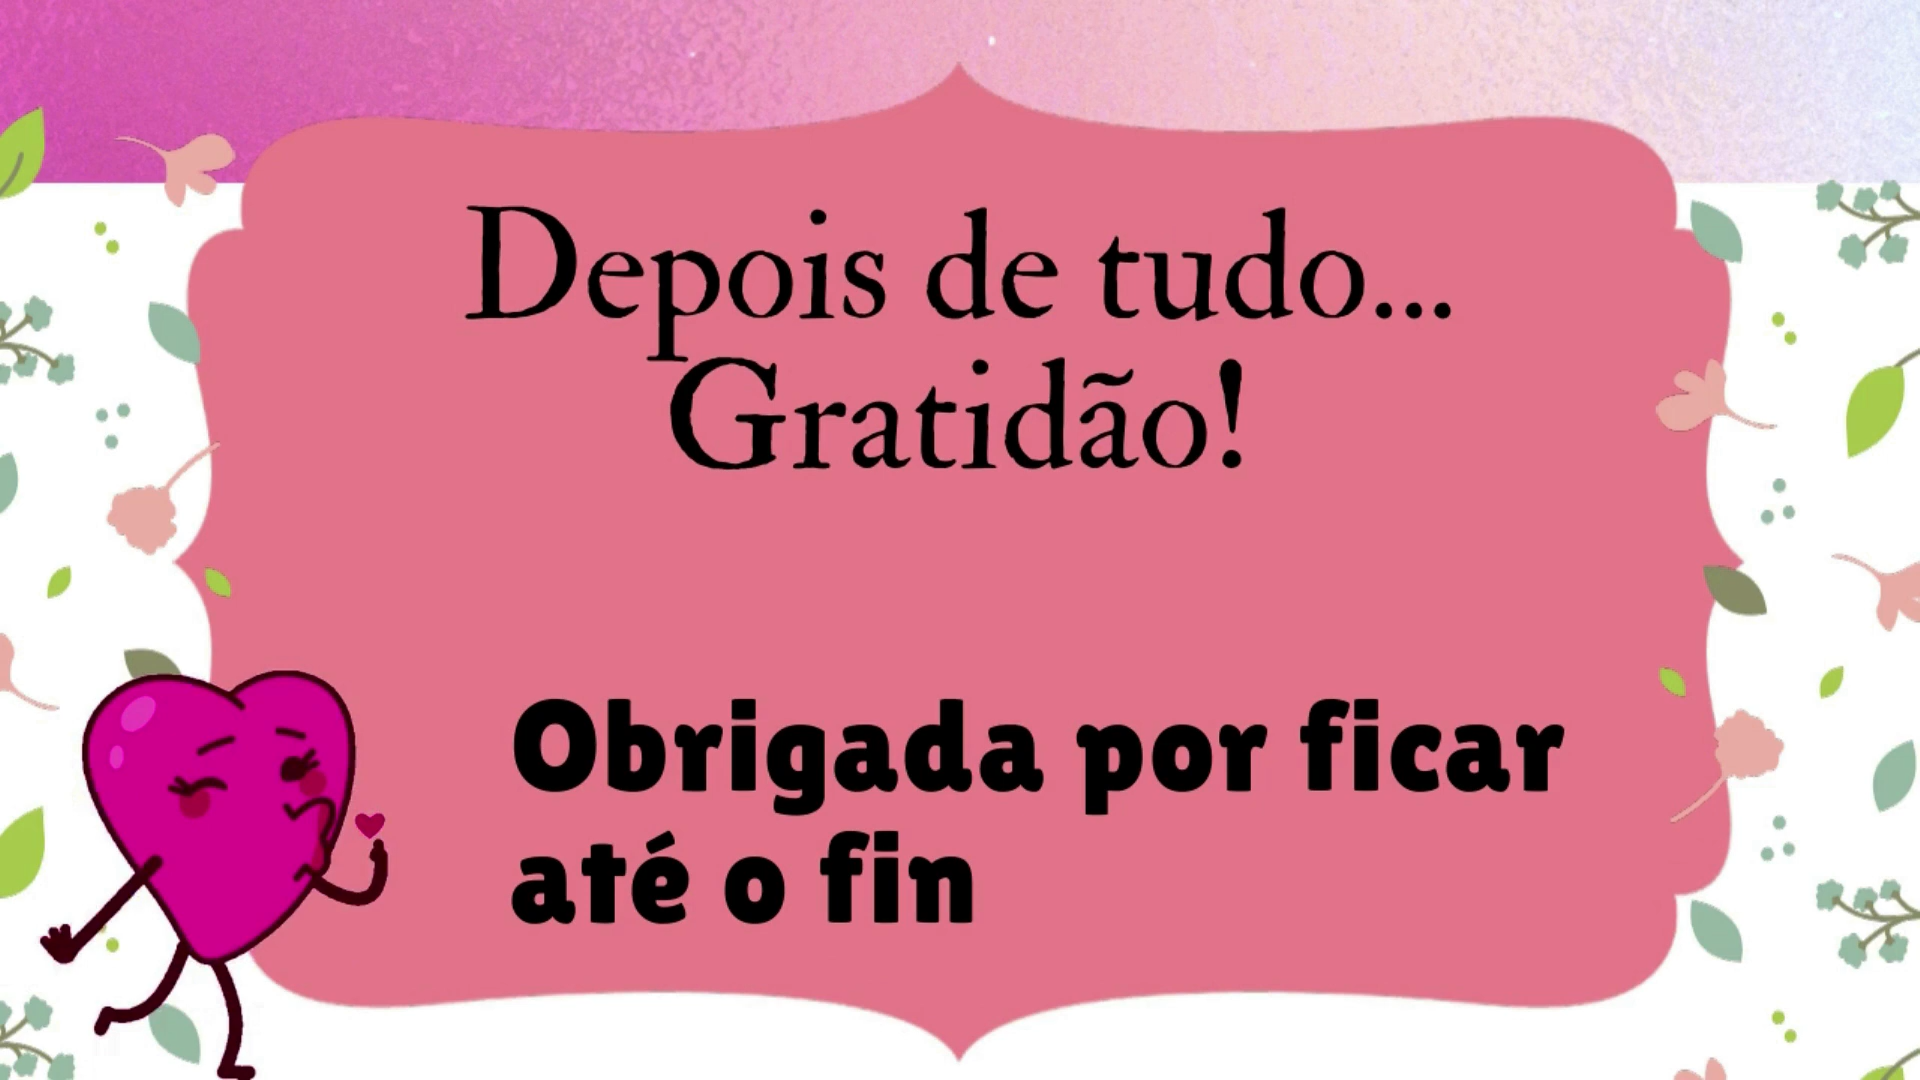 Depois de tudo...
Gratidão!
Obrigada por ficar
até o fin